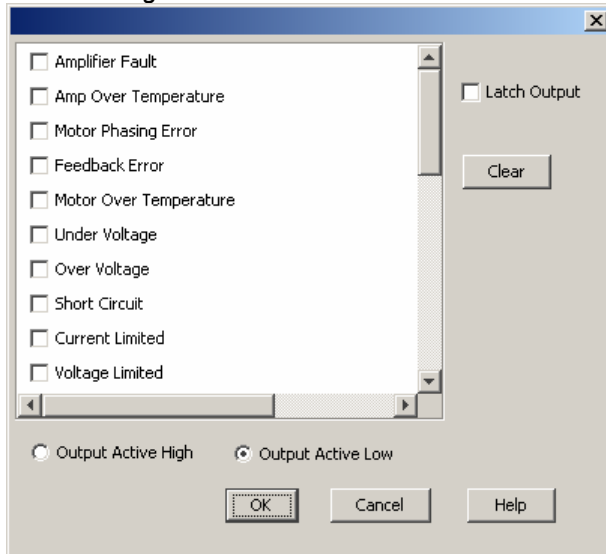 Amplifier Fault
Amp Over Temperature
Motor Phasing Error
Feedback Error
Motor Over Temperature
Under Voltage
Over Voltage
Short Circuit
Current Limited
Voltage Limited
Latch Output
Clear
Output Active High
Output Active Low
OK
Cancel
Help